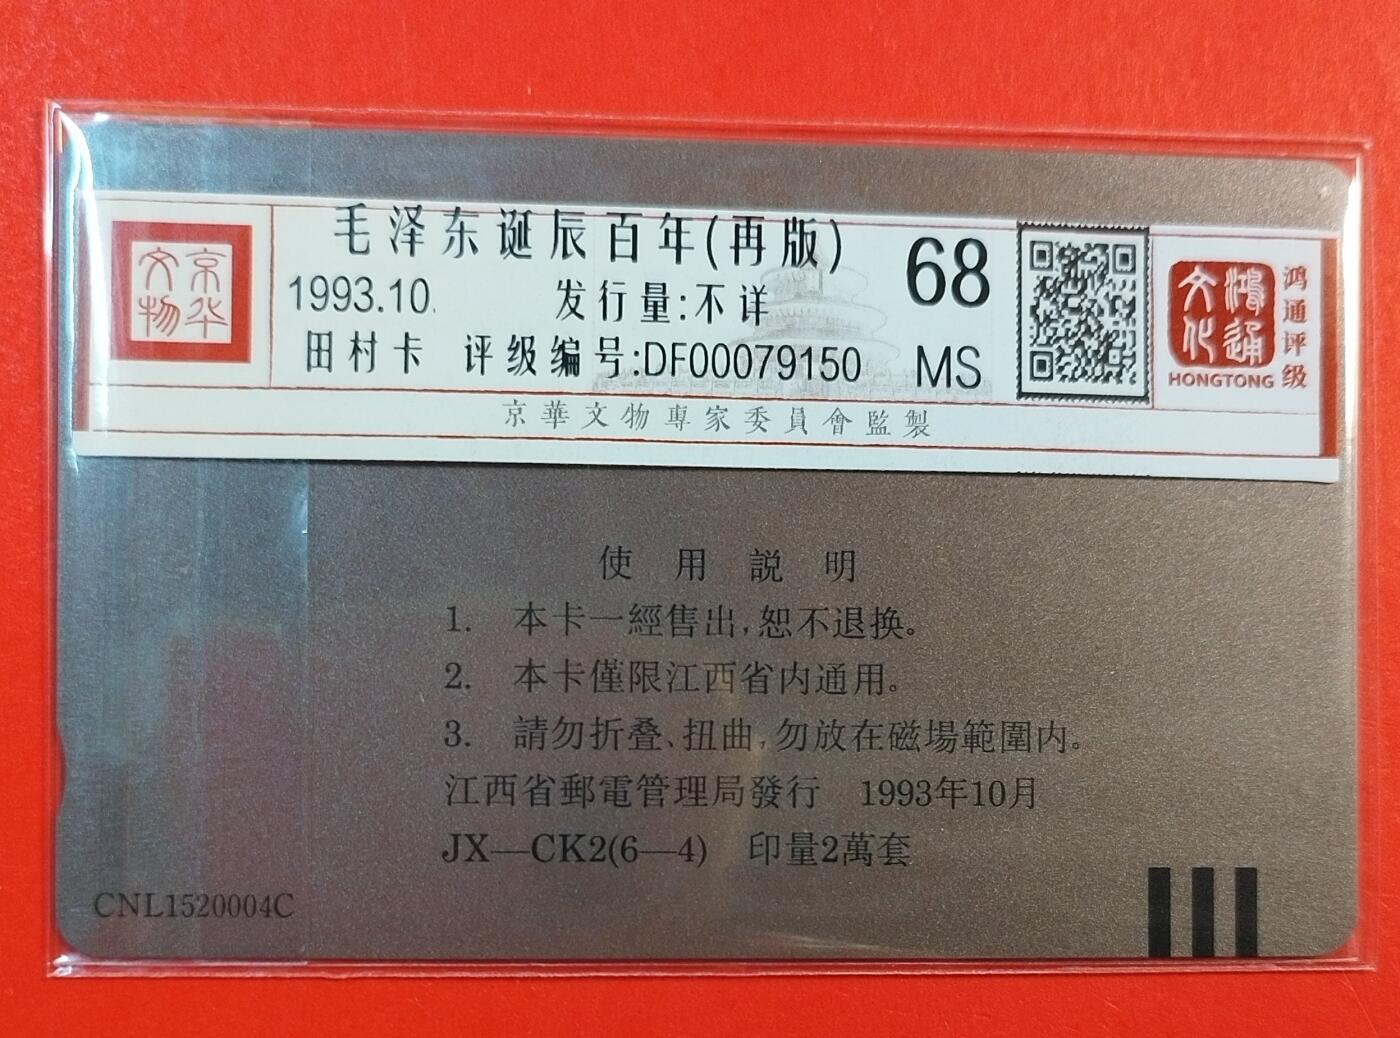 京华文物
毛泽东诞辰百年(再版)
1993.10. 发行量:不详
田村卡 评级编号:DF00079150
68
MS
鸿通文化
HONGTONG
鸿通评级
京華文物專家委員會監製
使用説明
1. 本卡一經售出,恕不退换。
2. 本卡僅限江西省内通用。
3. 請勿折叠、扭曲,勿放在磁場範圍内。
江西省郵電管理局發行 1993年10月
JX—CK2(6—4) 印量2萬套
CNL1520004C